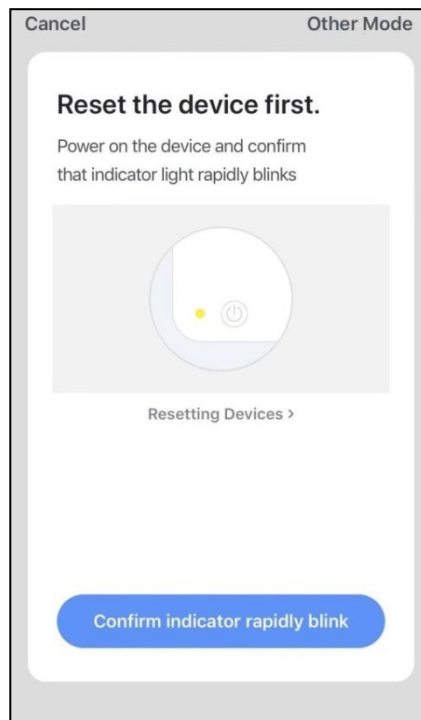 Cancel
Other Mode
Reset the device first.
Power on the device and confirm
that indicator light rapidly blinks
Resetting Devices >
Confirm indicator rapidly blink